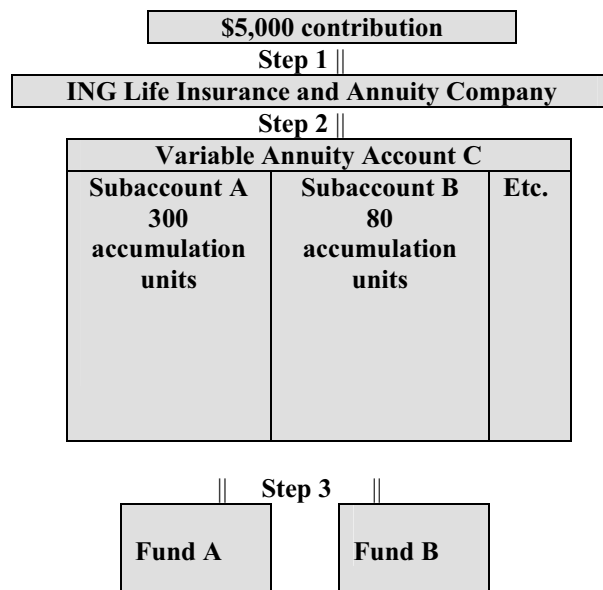 $5,000 contribution
Step 1 ||
ING Life Insurance and Annuity Company
Step 2 ||
Variable Annuity Account C
Subaccount A
300
accumulation
units
Subaccount B
80
accumulation
units
Etc.
|| Step 3 ||
Fund A
Fund B